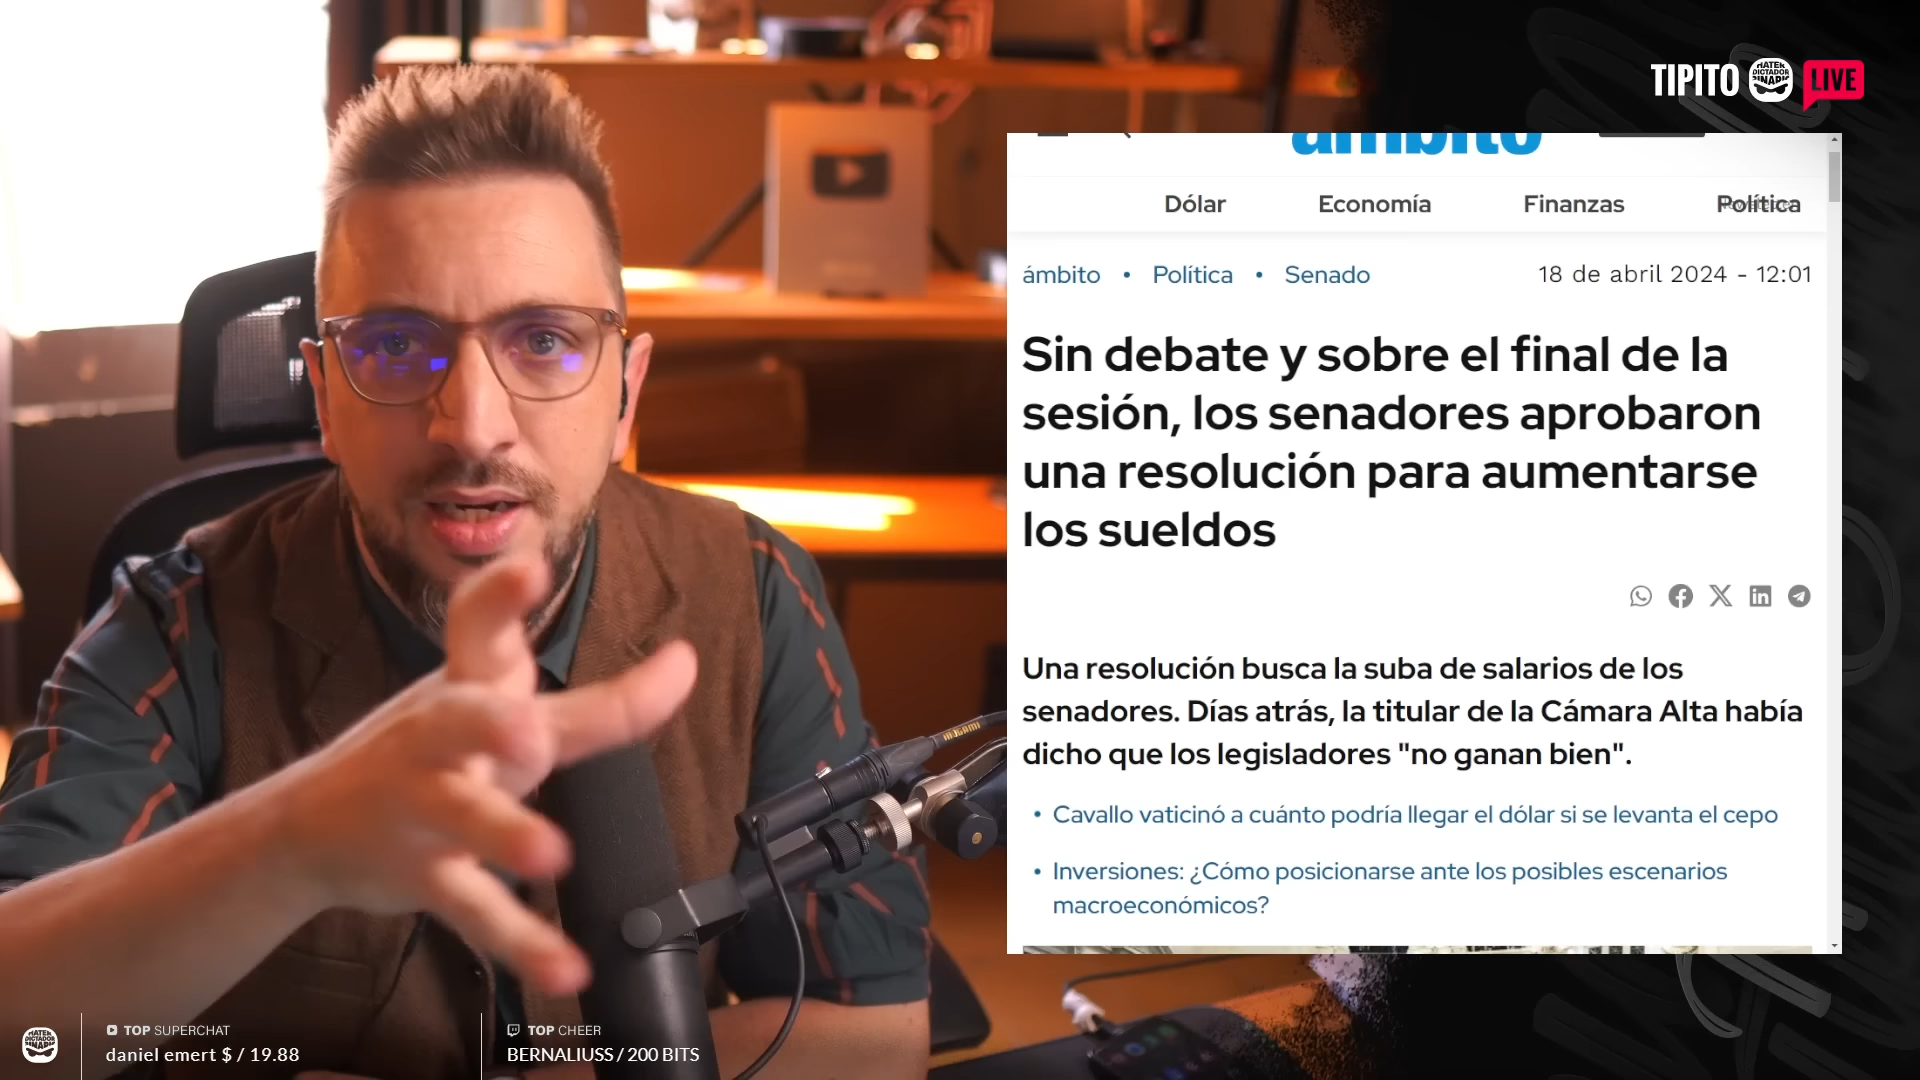 TIPITO
LIVE
ámbito
Dólar Economía Finanzas Política
ámbito • Política • Senado 18 de abril 2024 - 12:01
Sin debate y sobre el final de la
sesión, los senadores aprobaron
una resolución para aumentarse
los sueldos
Una resolución busca la suba de salarios de los
senadores. Días atrás, la titular de la Cámara Alta había
dicho que los legisladores "no ganan bien".
• Cavallo vaticinó a cuánto podría llegar el dólar si se levanta el cepo
• Inversiones: ¿Cómo posicionarse ante los posibles escenarios
macroeconómicos?
MOGAMI
TOP SUPERCHAT
daniel emert $ / 19.88
TOP CHEER
BERNALIUSS / 200 BITS